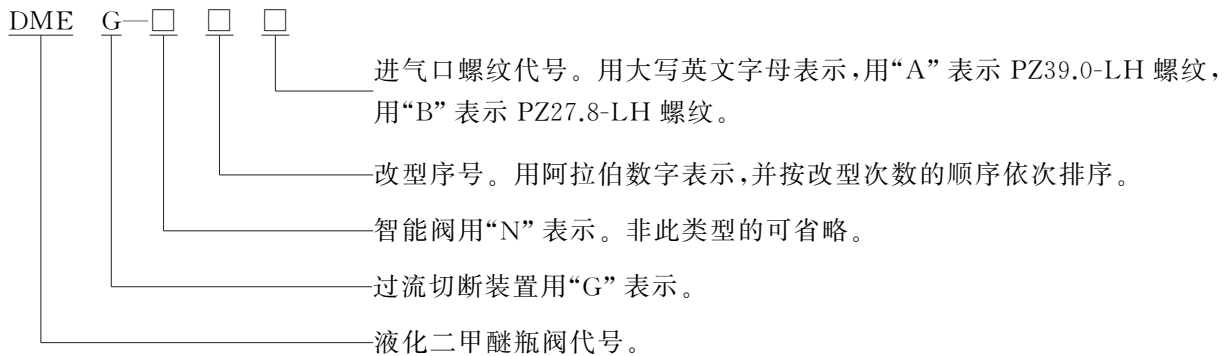 DME G—□ □ □
进气口螺纹代号。用大写英文字母表示,用“A”表示 PZ39.0-LH 螺纹,
用“B”表示 PZ27.8-LH 螺纹。
改型序号。用阿拉伯数字表示,并按改型次数的顺序依次排序。
智能阀用“N”表示。非此类型的可省略。
过流切断装置用“G”表示。
液化二甲醚瓶阀代号。